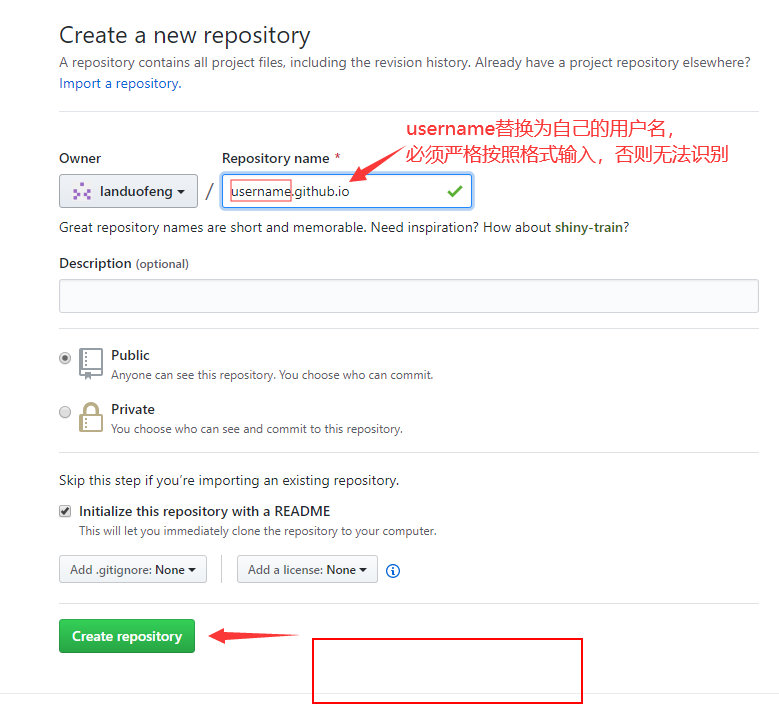 Create a new repository
A repository contains all project files, including the revision history. Already have a project repository elsewhere?
Import a repository.
username替换为自己的用户名，
必须严格按照格式输入，否则无法识别
Owner
Repository name *
landuofeng
/
username.github.io
Great repository names are short and memorable. Need inspiration? How about shiny-train?
Description (optional)
Public
Anyone can see this repository. You choose who can commit.
Private
You choose who can see and commit to this repository.
Skip this step if you’re importing an existing repository.
Initialize this repository with a README
This will let you immediately clone the repository to your computer.
Add .gitignore: None
Add a license: None
Create repository